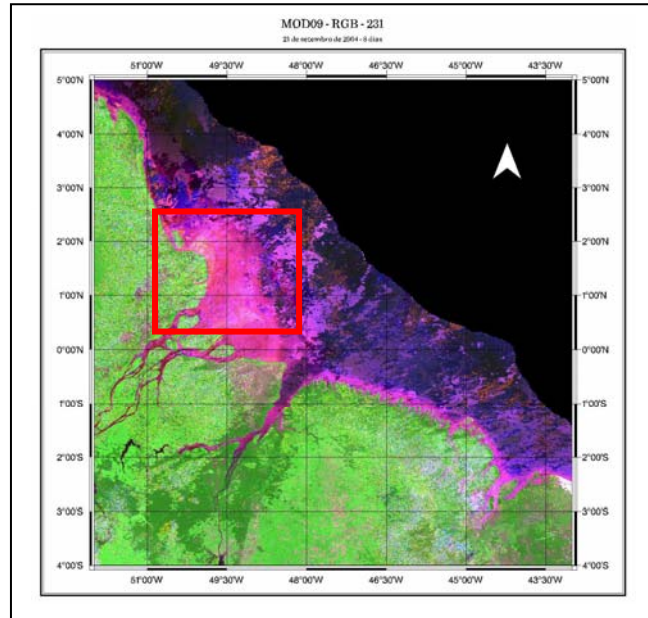 MOD09 - RGB - 231
21 de setembro de 2004 - 8 dias
51°00'W 49°30'W 48°00'W 46°30'W 45°00'W 43°30'W
5°00'N 5°00'N
4°00'N 4°00'N
3°00'N 3°00'N
2°00'N 2°00'N
1°00'N 1°00'N
0°00'N 0°00'N
1°00'S 1°00'S
2°00'S 2°00'S
3°00'S 3°00'S
4°00'S 4°00'S
51°00'W 49°30'W 48°00'W 46°30'W 45°00'W 43°30'W